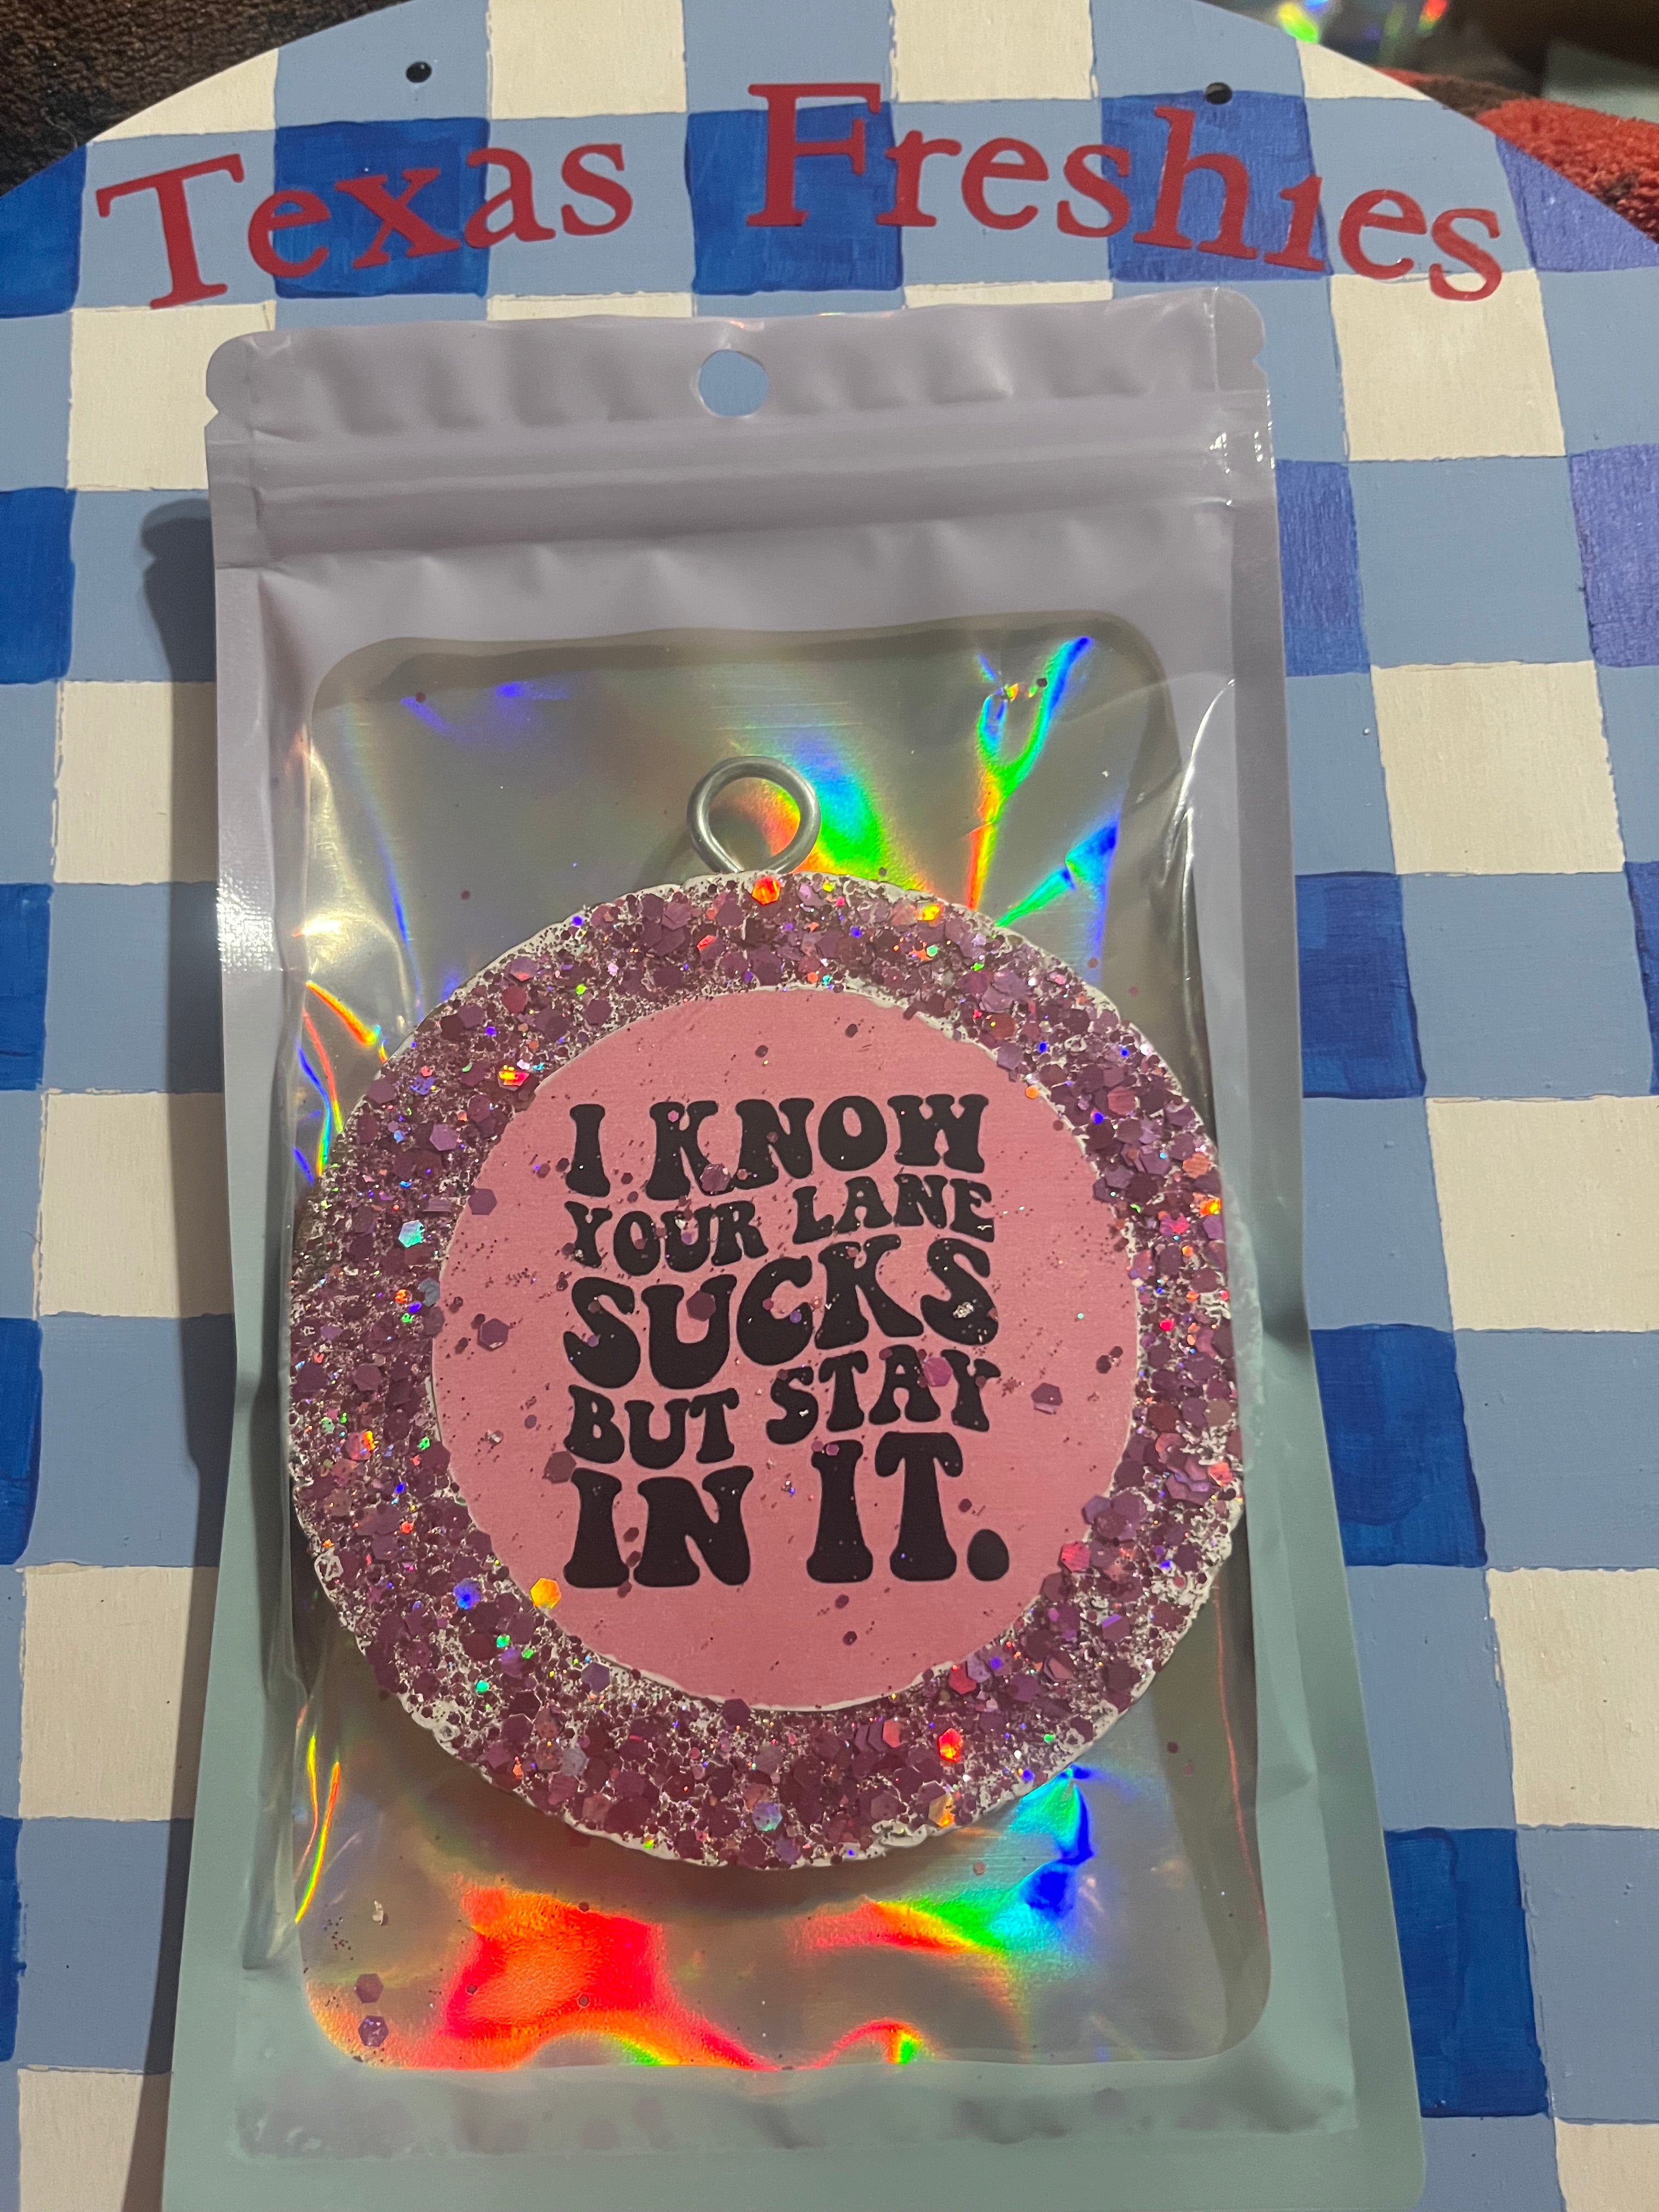 Texas Freshies
I KNOW
YOUR LANE
SUCKS
BUT STAY
IN IT.